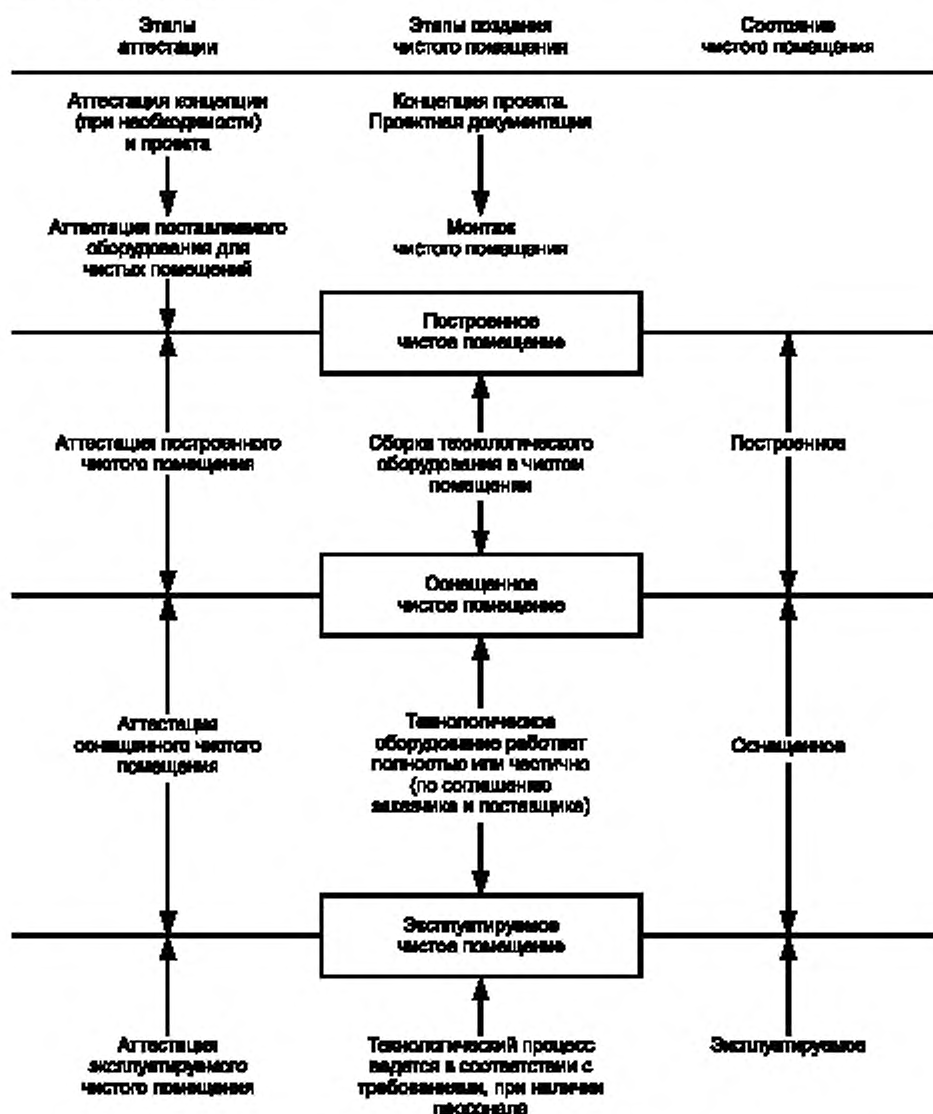 Этапы
аттестации
Этапы создания
чистого помещения
Состояние
чистого помещения
Аттестация концепции
(при необходимости)
и проекта
Концепция проекта.
Проектная документация
Аттестация поставляемого
оборудования для
чистых помещений
Монтаж
чистого помещения
Построенное
чистое помещение
Аттестация построенного
чистого помещения
Сборка технологического
оборудования в чистом
помещении
Построенное
Оснащенное
чистое помещение
Аттестация
оснащенного чистого
помещения
Технологическое
оборудование работает
полностью или частично
(по соглашению
заказчика и поставщика)
Оснащенное
Эксплуатируемое
чистое помещение
Аттестация
эксплуатируемого
чистого помещения
Технологический процесс
ведется в соответствии с
требованиями, при наличии
персонала
Эксплуатируемое